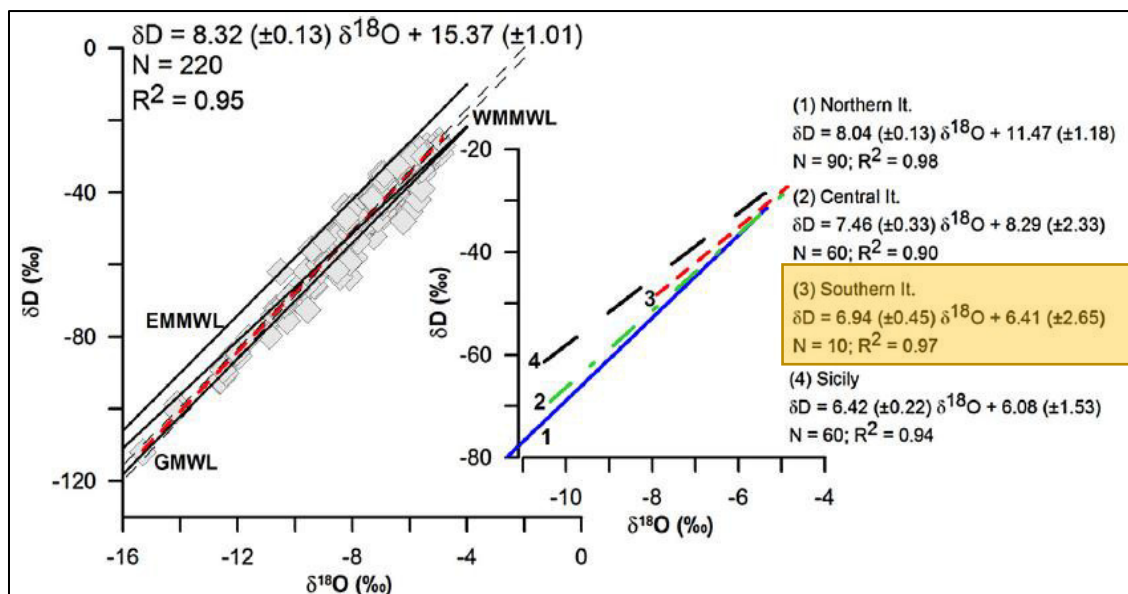 δD = 8.32 (±0.13) δ¹⁸O + 15.37 (±1.01)
N = 220
R² = 0.95
0
-40
-80
-120
δD (‰)
-16
-12
-8
-4
0
δ¹⁸O (‰)
WMMWL
EMMWL
GMWL
-20
-40
-60
-80
δD (‰)
-10
-8
-6
-4
δ¹⁸O (‰)
1
2
3
4
(1) Northern It.
δD = 8.04 (±0.13) δ¹⁸O + 11.47 (±1.18)
N = 90; R² = 0.98
(2) Central It.
δD = 7.46 (±0.33) δ¹⁸O + 8.29 (±2.33)
N = 60; R² = 0.90
(3) Southern It.
δD = 6.94 (±0.45) δ¹⁸O + 6.41 (±2.65)
N = 10; R² = 0.97
(4) Sicily
δD = 6.42 (±0.22) δ¹⁸O + 6.08 (±1.53)
N = 60; R² = 0.94